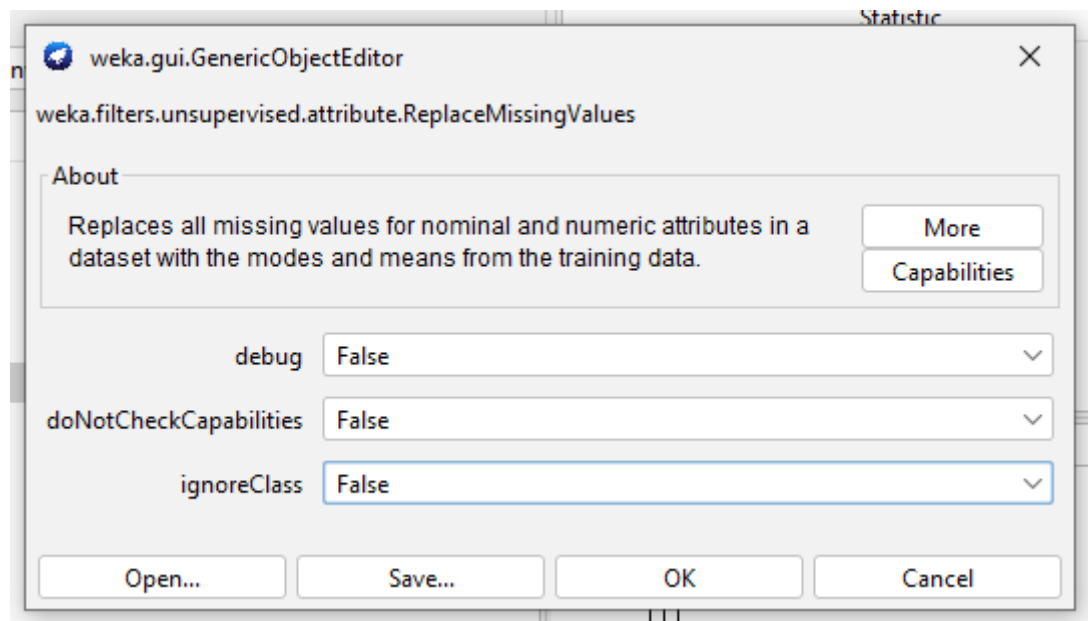 Statistic
weka.gui.GenericObjectEditor
weka.filters.unsupervised.attribute.ReplaceMissingValues
About
Replaces all missing values for nominal and numeric attributes in a
dataset with the modes and means from the training data.
More
Capabilities
debug False
doNotCheckCapabilities False
ignoreClass False
Open... Save... OK Cancel